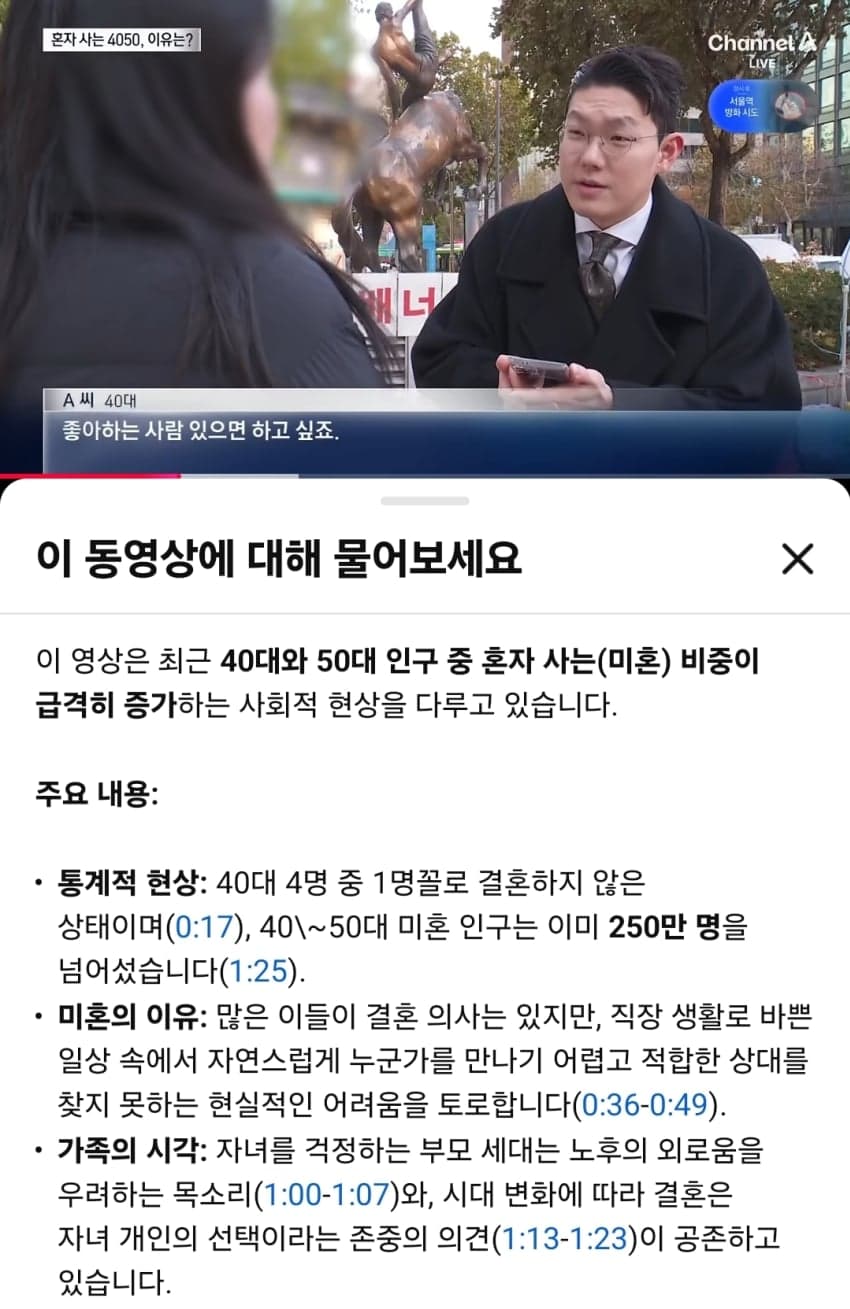 혼자 사는 4050, 이유는?
Channel A
LIVE
서울역
방화 시도
매 너
A 씨 40대
좋아하는 사람 있으면 하고 싶죠.
이 동영상에 대해 물어보세요
이 영상은 최근 40대와 50대 인구 중 혼자 사는(미혼) 비중이
급격히 증가하는 사회적 현상을 다루고 있습니다.
주요 내용:
• 통계적 현상: 40대 4명 중 1명꼴로 결혼하지 않은
상태이며(0:17), 40\~50대 미혼 인구는 이미 250만 명을
넘어섰습니다(1:25).
• 미혼의 이유: 많은 이들이 결혼 의사는 있지만, 직장 생활로 바쁜
일상 속에서 자연스럽게 누군가를 만나기 어렵고 적합한 상대를
찾지 못하는 현실적인 어려움을 토로합니다(0:36-0:49).
• 가족의 시각: 자녀를 걱정하는 부모 세대는 노후의 외로움을
우려하는 목소리(1:00-1:07)와, 시대 변화에 따라 결혼은
자녀 개인의 선택이라는 존중의 의견(1:13-1:23)이 공존하고
있습니다.